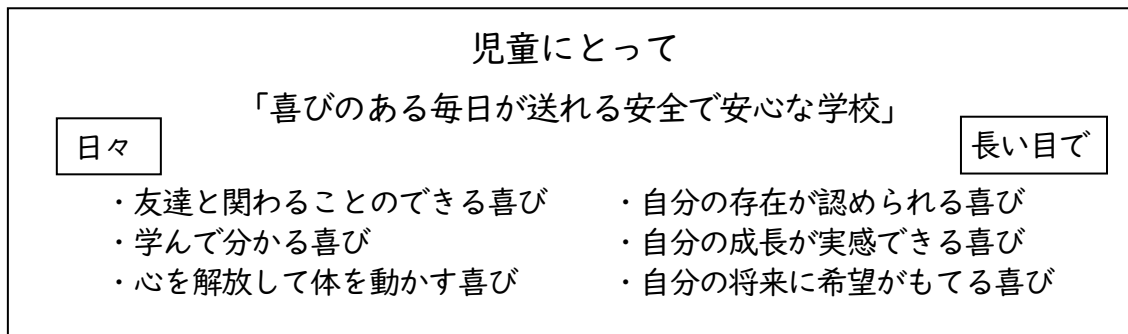 児童にとって
「喜びのある毎日が送れる安全で安心な学校」
日々
・友達と関わることのできる喜び
・学んで分かる喜び
・心を解放して体を動かす喜び
長い目で
・自分の存在が認められる喜び
・自分の成長が実感できる喜び
・自分の将来に希望がもてる喜び